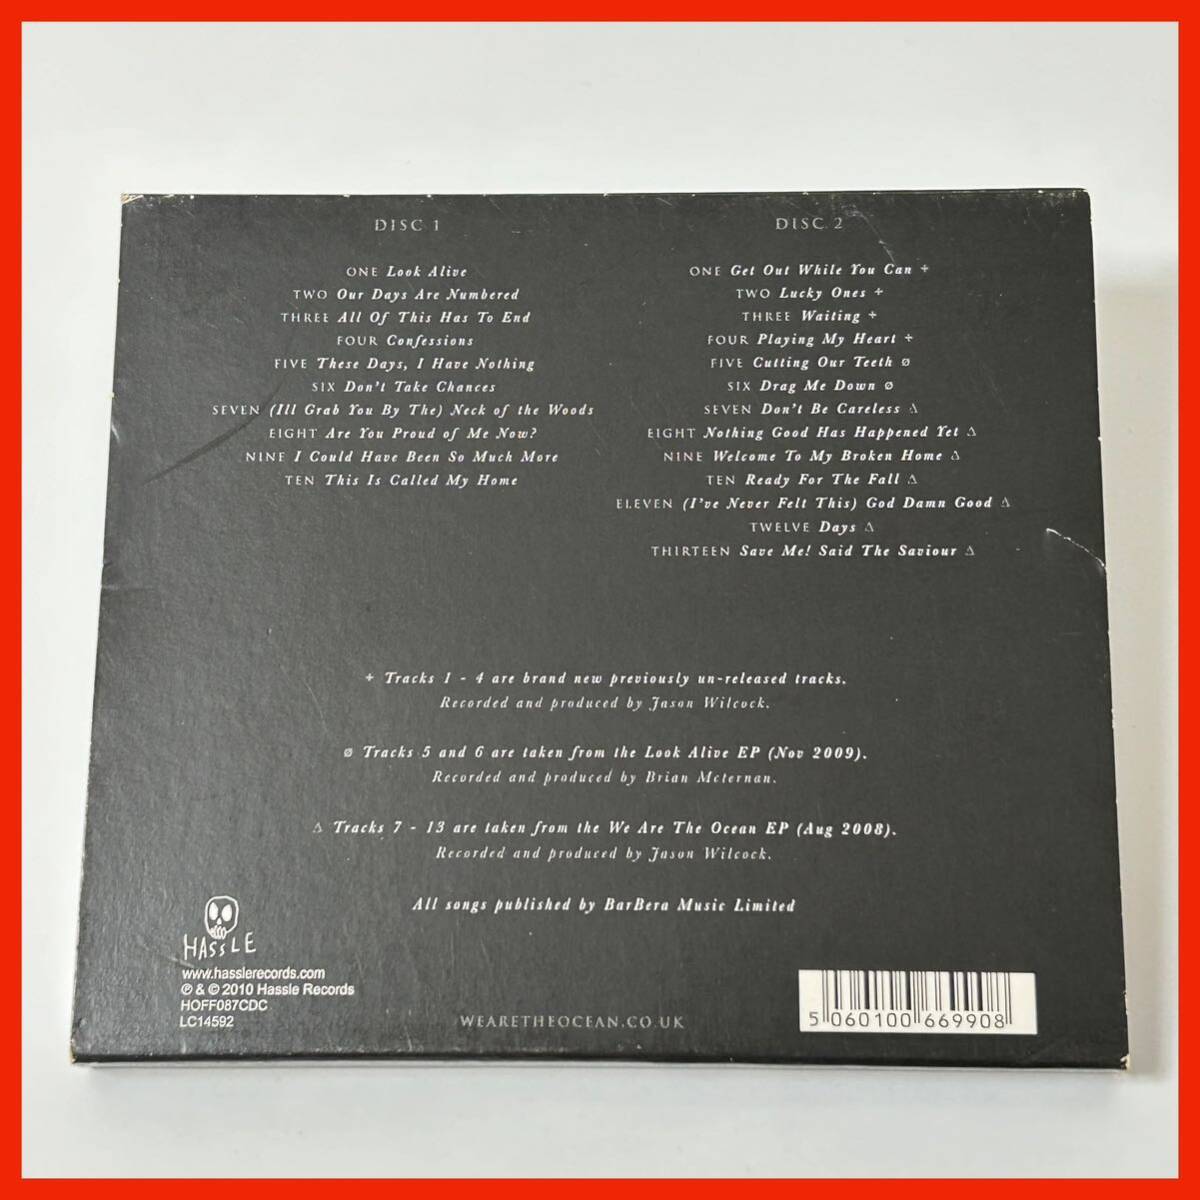 DISC 1
ONE Look Alive
TWO Our Days Are Numbered
THREE All Of This Has To End
FOUR Confessions
FIVE These Days, I Have Nothing
SIX Don't Take Chances
SEVEN (Ill Grab You By The) Neck of the Woods
EIGHT Are You Proud of Me Now?
NINE I Could Have Been So Much More
TEN This Is Called My Home
DISC 2
ONE Get Out While You Can +
TWO Lucky Ones +
THREE Waiting +
FOUR Playing My Heart +
FIVE Cutting Our Teeth ø
SIX Drag Me Down ø
SEVEN Don't Be Careless Δ
EIGHT Nothing Good Has Happened Yet Δ
NINE Welcome To My Broken Home Δ
TEN Ready For The Fall Δ
ELEVEN (I've Never Felt This) God Damn Good Δ
TWELVE Days Δ
THIRTEEN Save Me! Said The Saviour Δ
+ Tracks 1 - 4 are brand new previously un-released tracks.
Recorded and produced by Jason Wilcock.
ø Tracks 5 and 6 are taken from the Look Alive EP (Nov 2009).
Recorded and produced by Brian Mcternan.
Δ Tracks 7 - 13 are taken from the We Are The Ocean EP (Aug 2008).
Recorded and produced by Jason Wilcock.
All songs published by BarBera Music Limited
HASSLE
www.hasslerecords.com
℗ & © 2010 Hassle Records
HOFF087CDC
LC14592
WEARETHEOCEAN.CO.UK
5 060100 669908